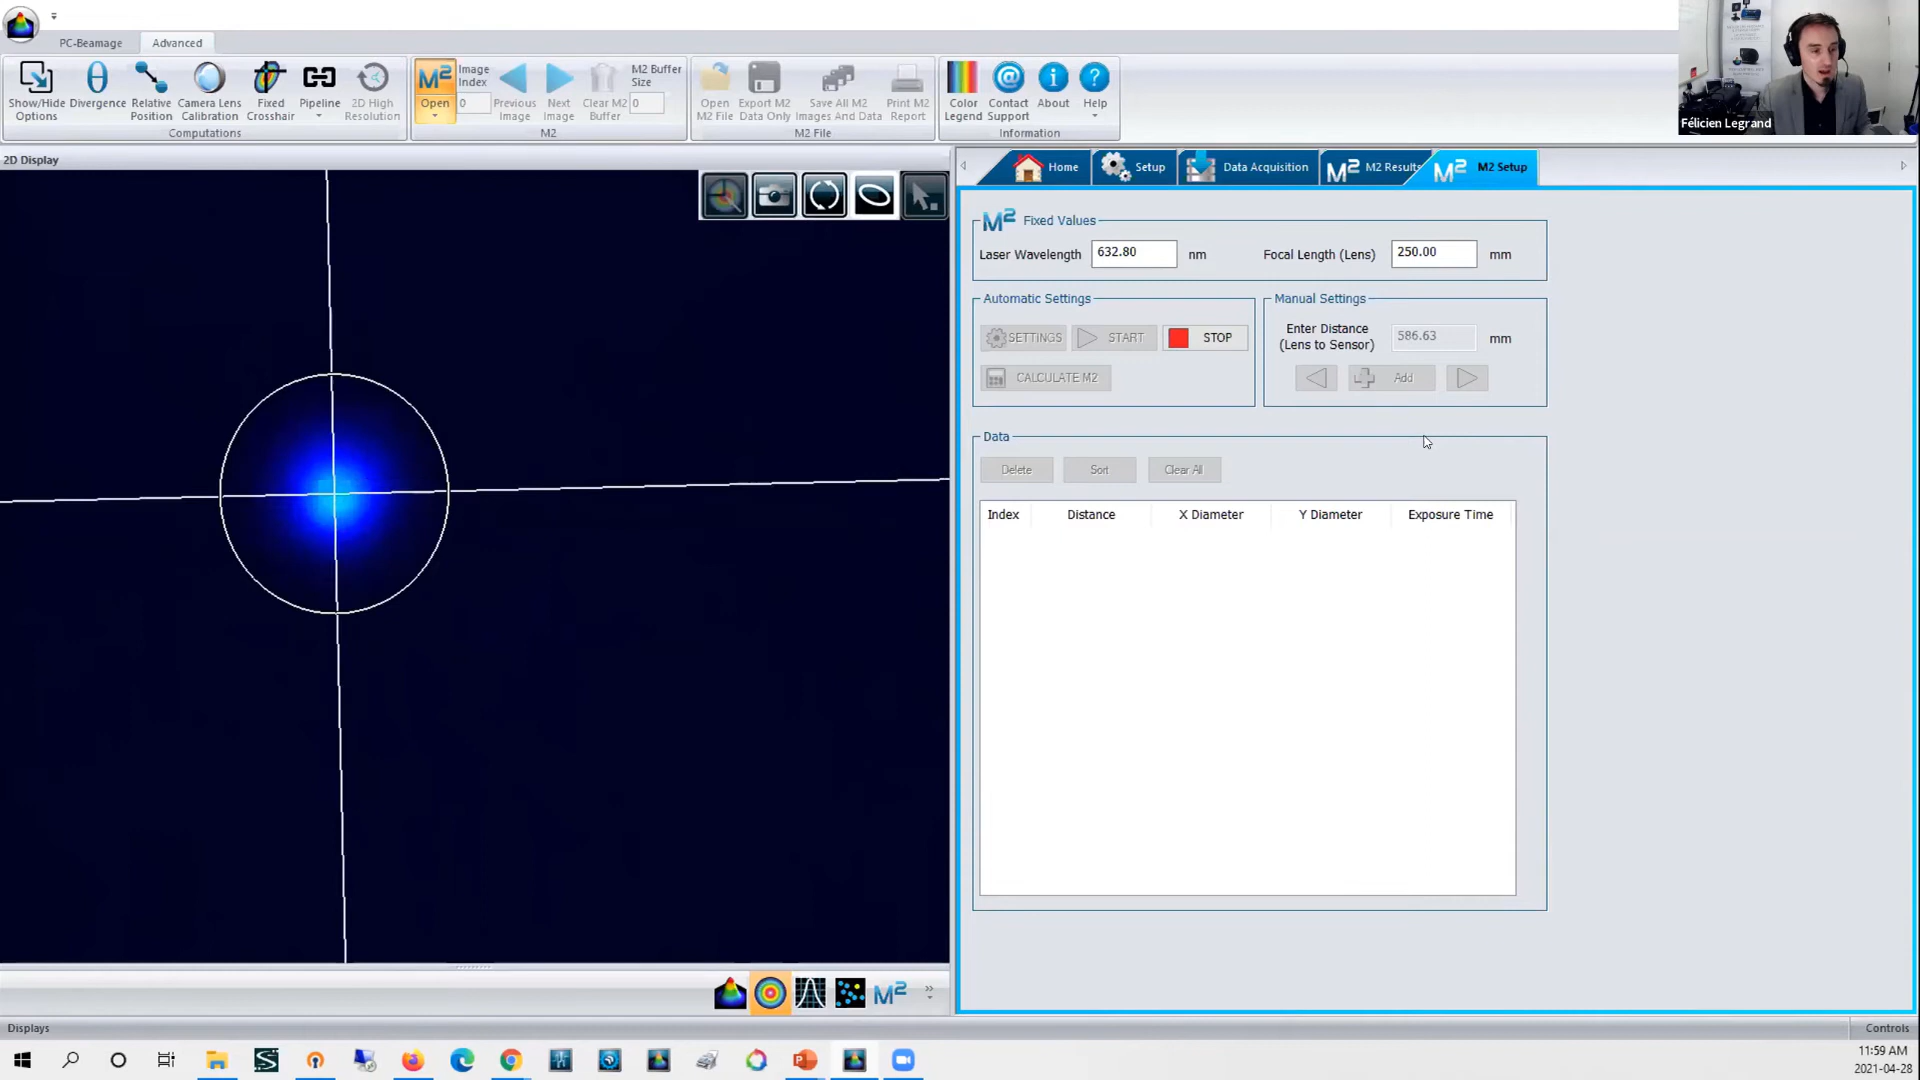 PC-Beamage
Advanced
Show/Hide Options
Divergence
Relative Position
Camera Lens Calibration
Fixed Crosshair
Pipeline
2D High Resolution
Computations
M2
Open
Image Index
0
Previous Image
Next Image
Clear M2 Buffer
M2 Buffer Size
0
M2
Open M2 File
Export M2 Data Only
Save All M2 Images And Data
Print M2 Report
M2 File
Color Legend
Contact Support
About
Help
Information
Félicien Legrand
2D Display
Home
Setup
Data Acquisition
M2 M2 Results
M2 M2 Setup
M2 Fixed Values
Laser Wavelength 632.80 nm
Focal Length (Lens) 250.00 mm
Automatic Settings
SETTINGS
START
STOP
CALCULATE M2
Manual Settings
Enter Distance
(Lens to Sensor) 586.63 mm
Add
Data
Delete
Sort
Clear All
Index Distance X Diameter Y Diameter Exposure Time
M2
Displays
Controls
11:59 AM
2021-04-28